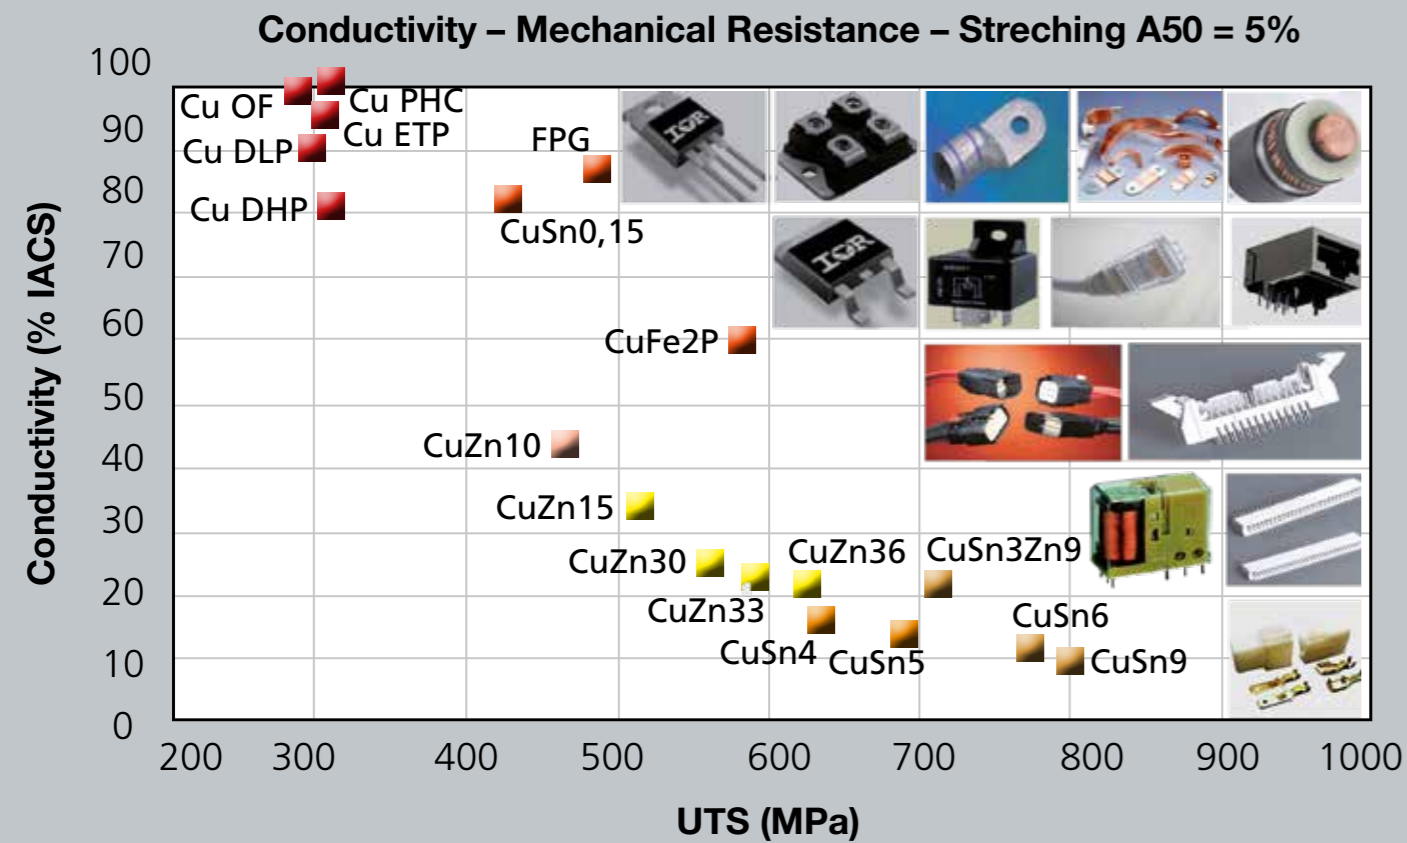 Conductivity – Mechanical Resistance – Streching A50 = 5%
100
90
80
70
60
50
40
30
20
10
0
Conductivity (% IACS)
Cu OF
Cu PHC
Cu ETP
Cu DLP
Cu DHP
FPG
CuSn0,15
CuFe2P
CuZn10
CuZn15
CuZn30
CuZn33
CuZn36
CuSn3Zn9
CuSn4
CuSn5
CuSn6
CuSn9
IOR
IOR
200 300 400 500 600 700 800 900 1000
UTS (MPa)